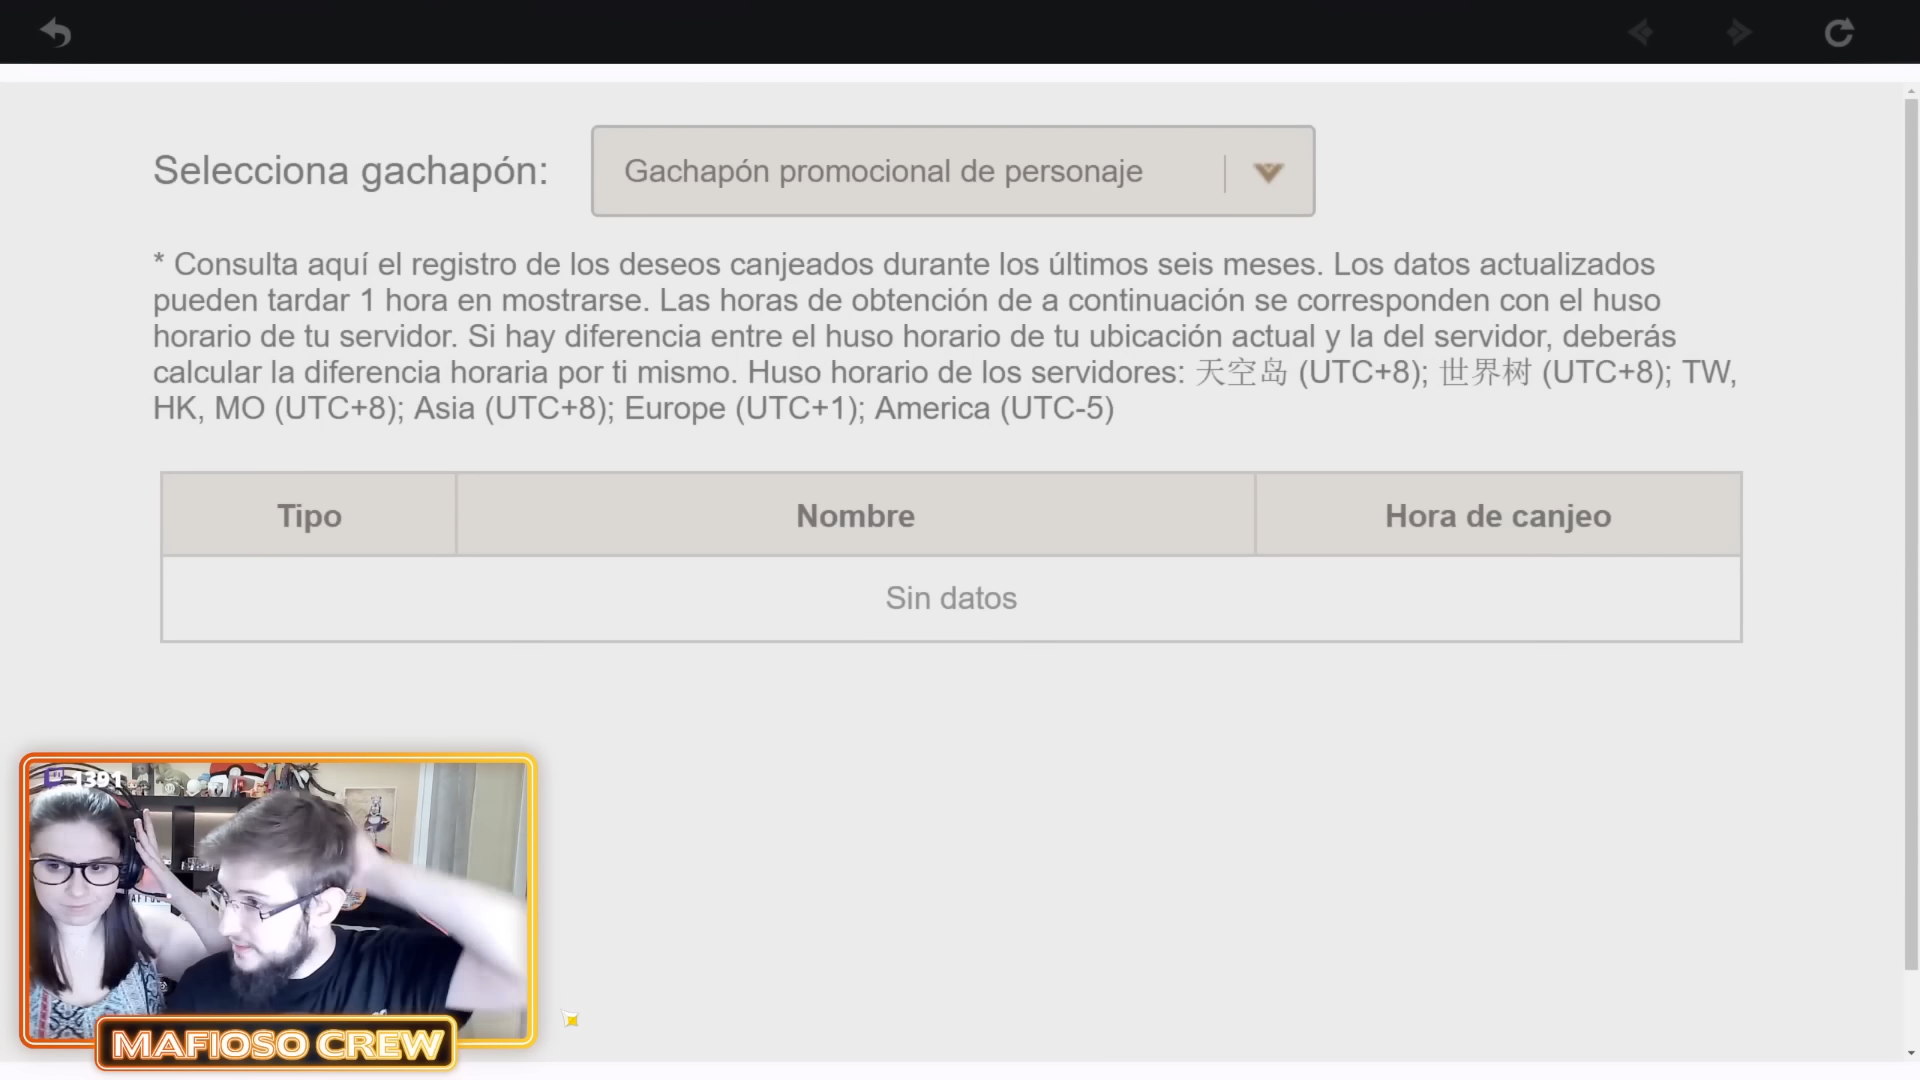 Selecciona gachapón:
Gachapón promocional de personaje
* Consulta aquí el registro de los deseos canjeados durante los últimos seis meses. Los datos actualizados
pueden tardar 1 hora en mostrarse. Las horas de obtención de a continuación se corresponden con el huso
horario de tu servidor. Si hay diferencia entre el huso horario de tu ubicación actual y la del servidor, deberás
calcular la diferencia horaria por ti mismo. Huso horario de los servidores: 天空岛 (UTC+8); 世界树 (UTC+8); TW,
HK, MO (UTC+8); Asia (UTC+8); Europe (UTC+1); America (UTC-5)
Tipo
Nombre
Hora de canjeo
Sin datos
1391
MAFIOSO CREW